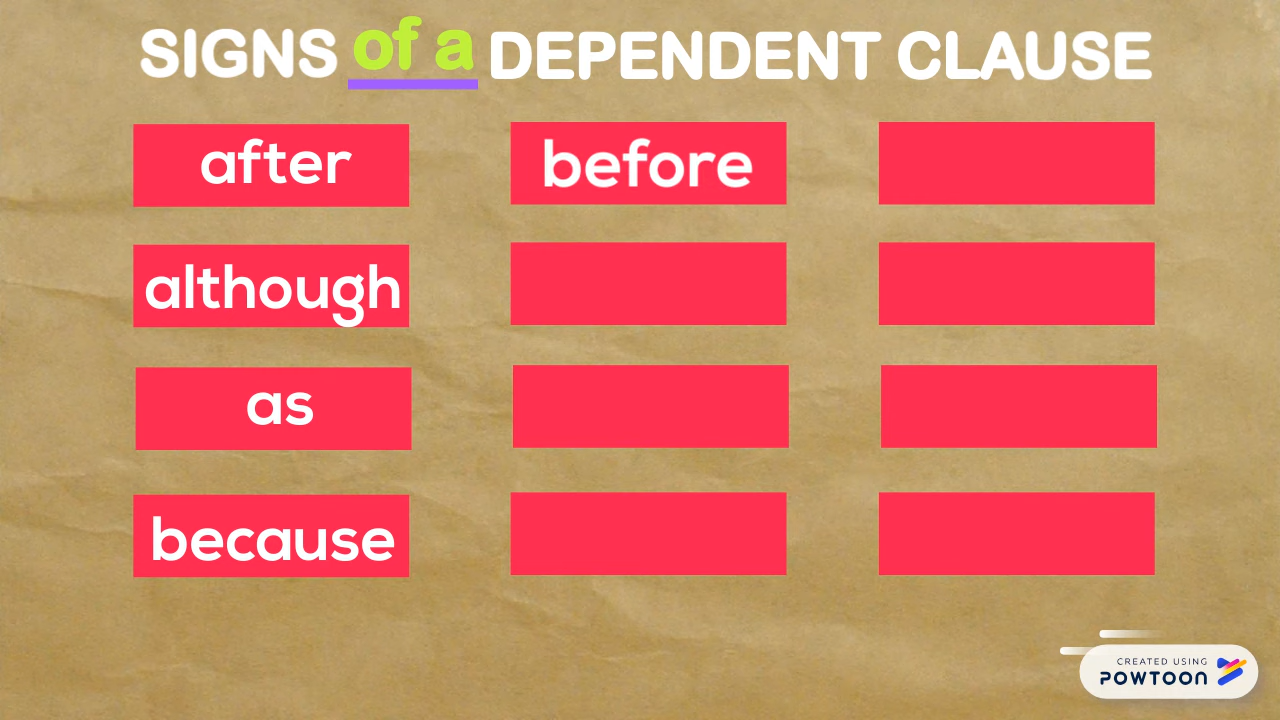 SIGNS of a DEPENDENT CLAUSE
after
before
although
as
because
CREATED USING
POWTOON